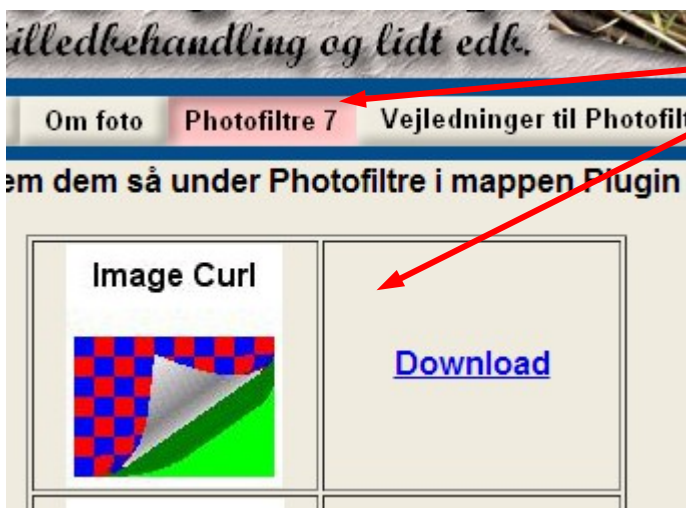 illedbehandling og lidt edb.
Om foto Photofiltre 7 Vejledninger til Photofilt
em dem så under Photofiltre i mappen Plugin
Image Curl
Download